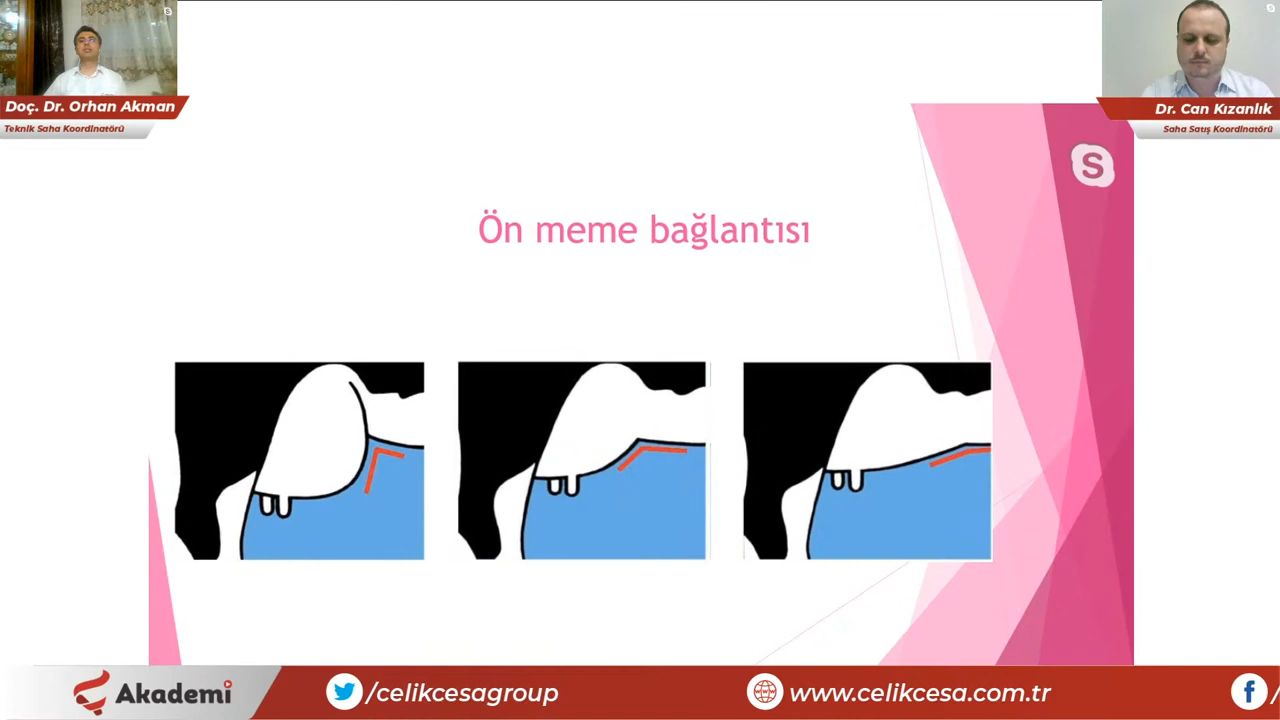 Doç. Dr. Orhan Akman
Teknik Saha Koordinatörü
Dr. Can Kızanlık
Saha Satış Koordinatörü
S
Ön meme bağlantısı
Akademi
/celikcesagroup
www.celikcesa.com.tr
f /